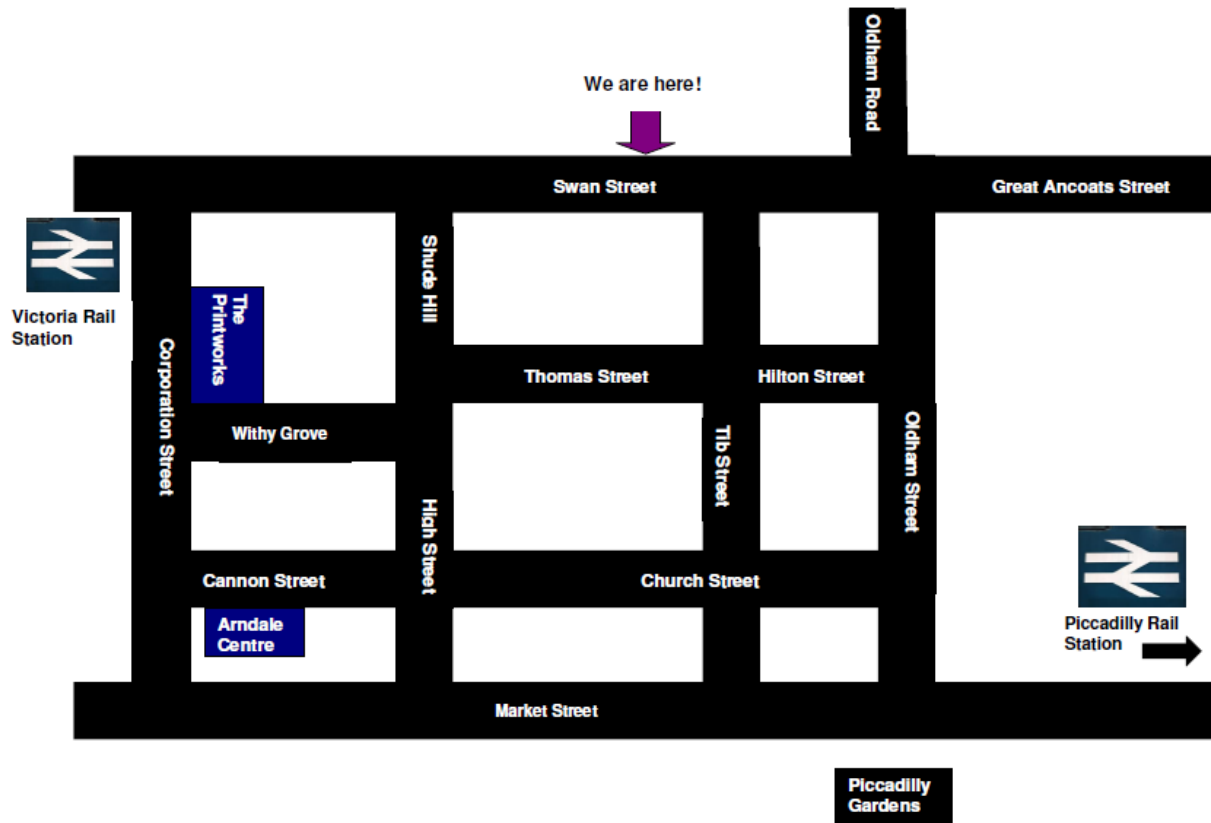 Oldham Road
We are here!
Swan Street
Great Ancoats Street
Shude Hill
Victoria Rail
Station
The
Printworks
Corporation Street
Thomas Street
Hilton Street
Withy Grove
Tib Street
Oldham Street
High Street
Cannon Street
Church Street
Arndale
Centre
Piccadilly Rail
Station
Market Street
Piccadilly
Gardens